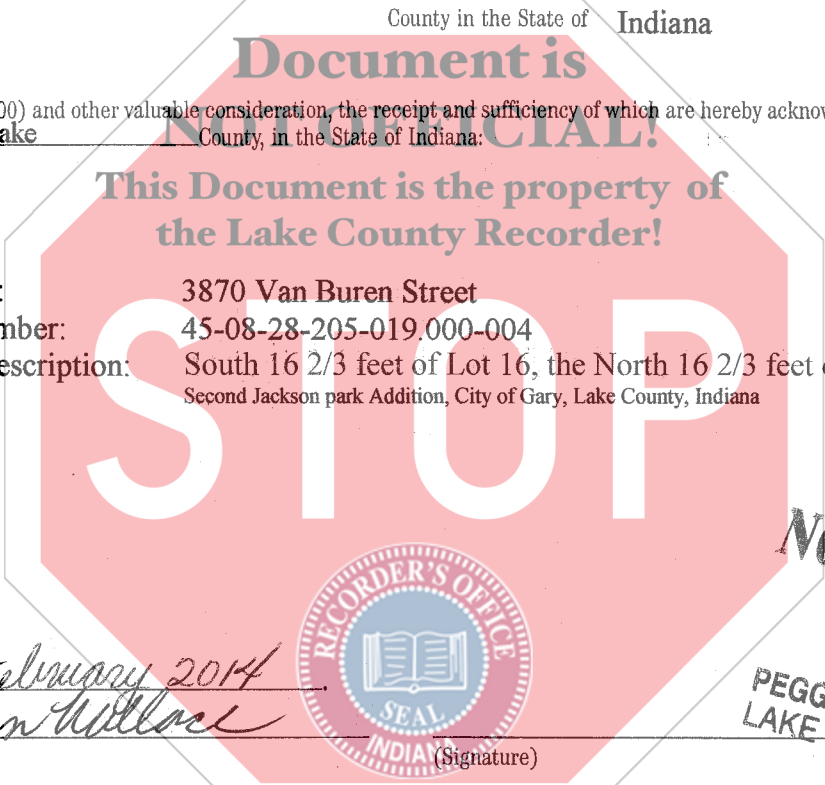 County in the State of Indiana
Document is
00) and other valuable consideration, the receipt and sufficiency of which are hereby acknow
NOT OFFICIAL!
ake County, in the State of Indiana:
This Document is the property of
the Lake County Recorder!
:
3870 Van Buren Street
mber: 45-08-28-205-019.000-004
escription: South 16 2/3 feet of Lot 16, the North 16 2/3 feet
Second Jackson park Addition, City of Gary, Lake County, Indiana
STOP
RECORDER'S OFFICE
SEAL
INDIANA
ebruary 2014
n Wallace
(Signature)
PEGG
LAKE